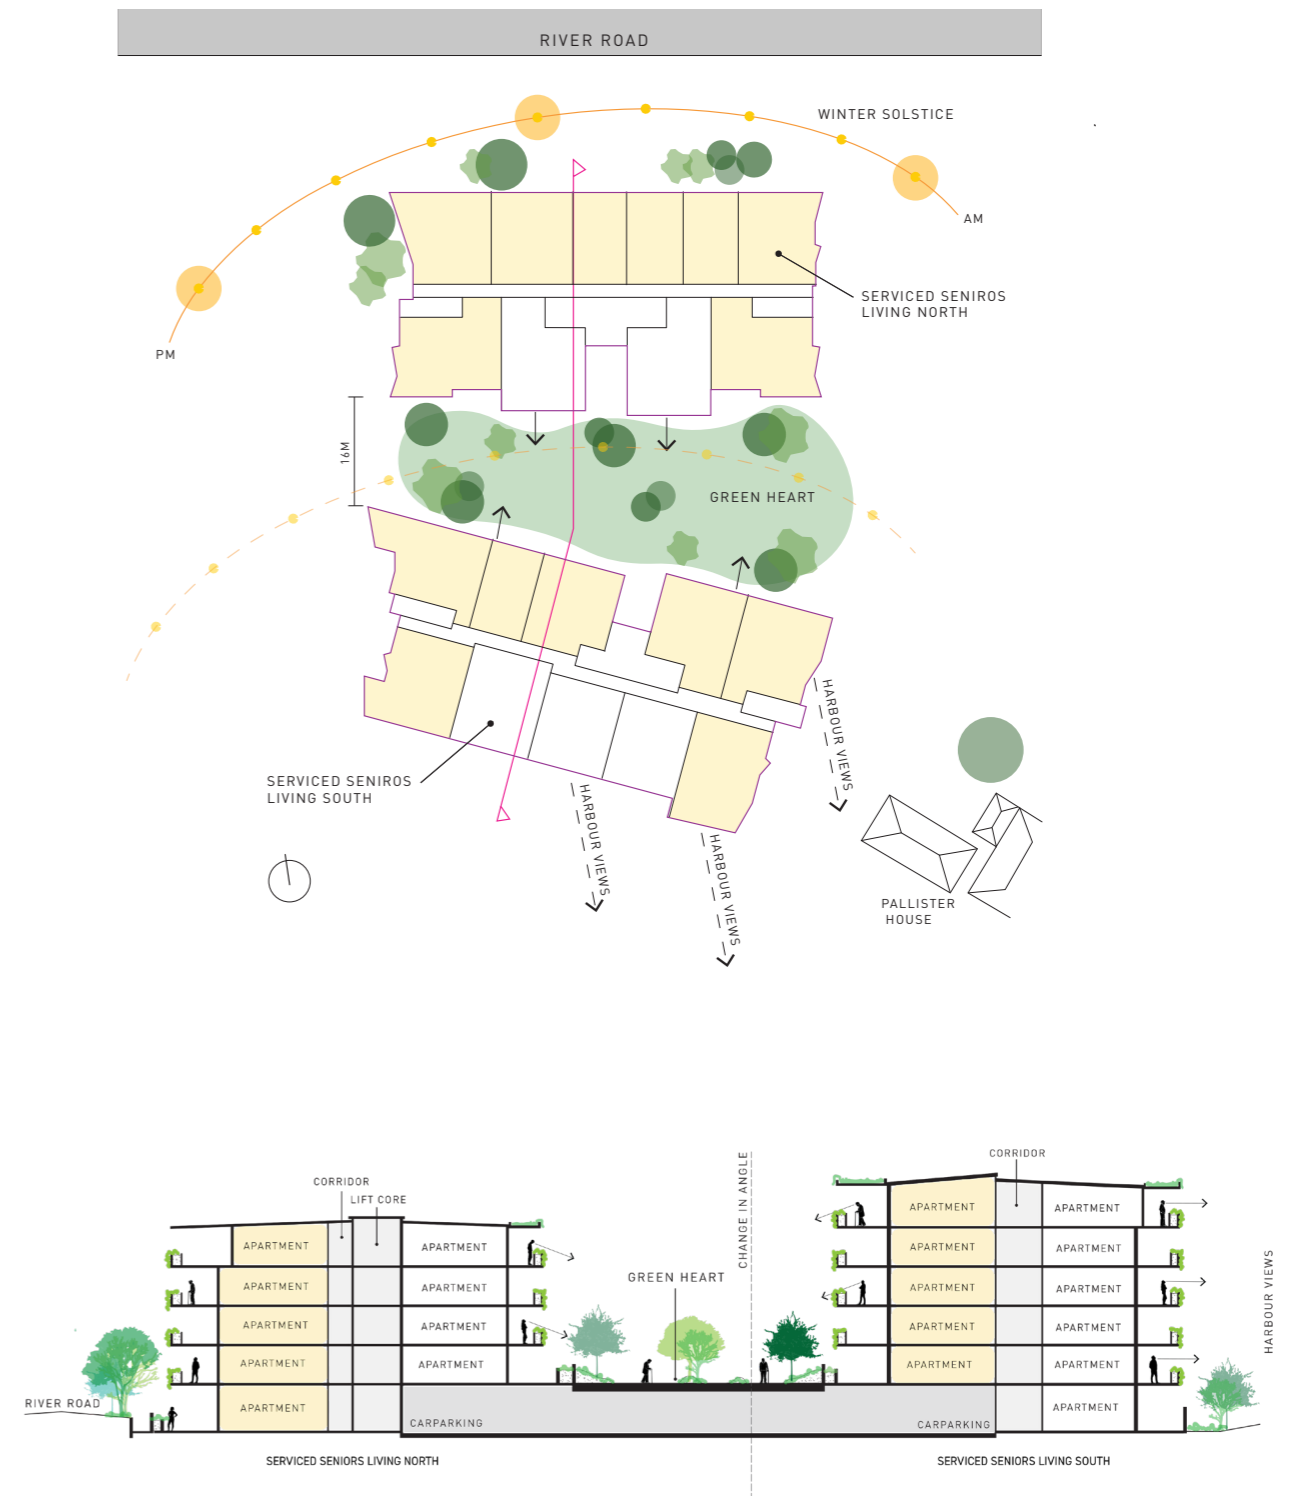 RIVER ROAD
WINTER SOLSTICE
AM
SERVICED SENIROS
LIVING NORTH
PM
16M
GREEN HEART
HARBOUR VIEWS
SERVICED SENIROS
LIVING SOUTH
HARBOUR VIEWS
HARBOUR VIEWS
PALLISTER
HOUSE
CORRIDOR
LIFT CORE
CHANGE IN ANGLE
CORRIDOR
APARTMENT
APARTMENT
APARTMENT
APARTMENT
APARTMENT
APARTMENT
APARTMENT
APARTMENT
GREEN HEART
APARTMENT
APARTMENT
HARBOUR VIEWS
APARTMENT
APARTMENT
APARTMENT
APARTMENT
APARTMENT
APARTMENT
APARTMENT
APARTMENT
RIVER ROAD
APARTMENT
APARTMENT
CARPARKING
CARPARKING
SERVICED SENIORS LIVING NORTH
SERVICED SENIORS LIVING SOUTH